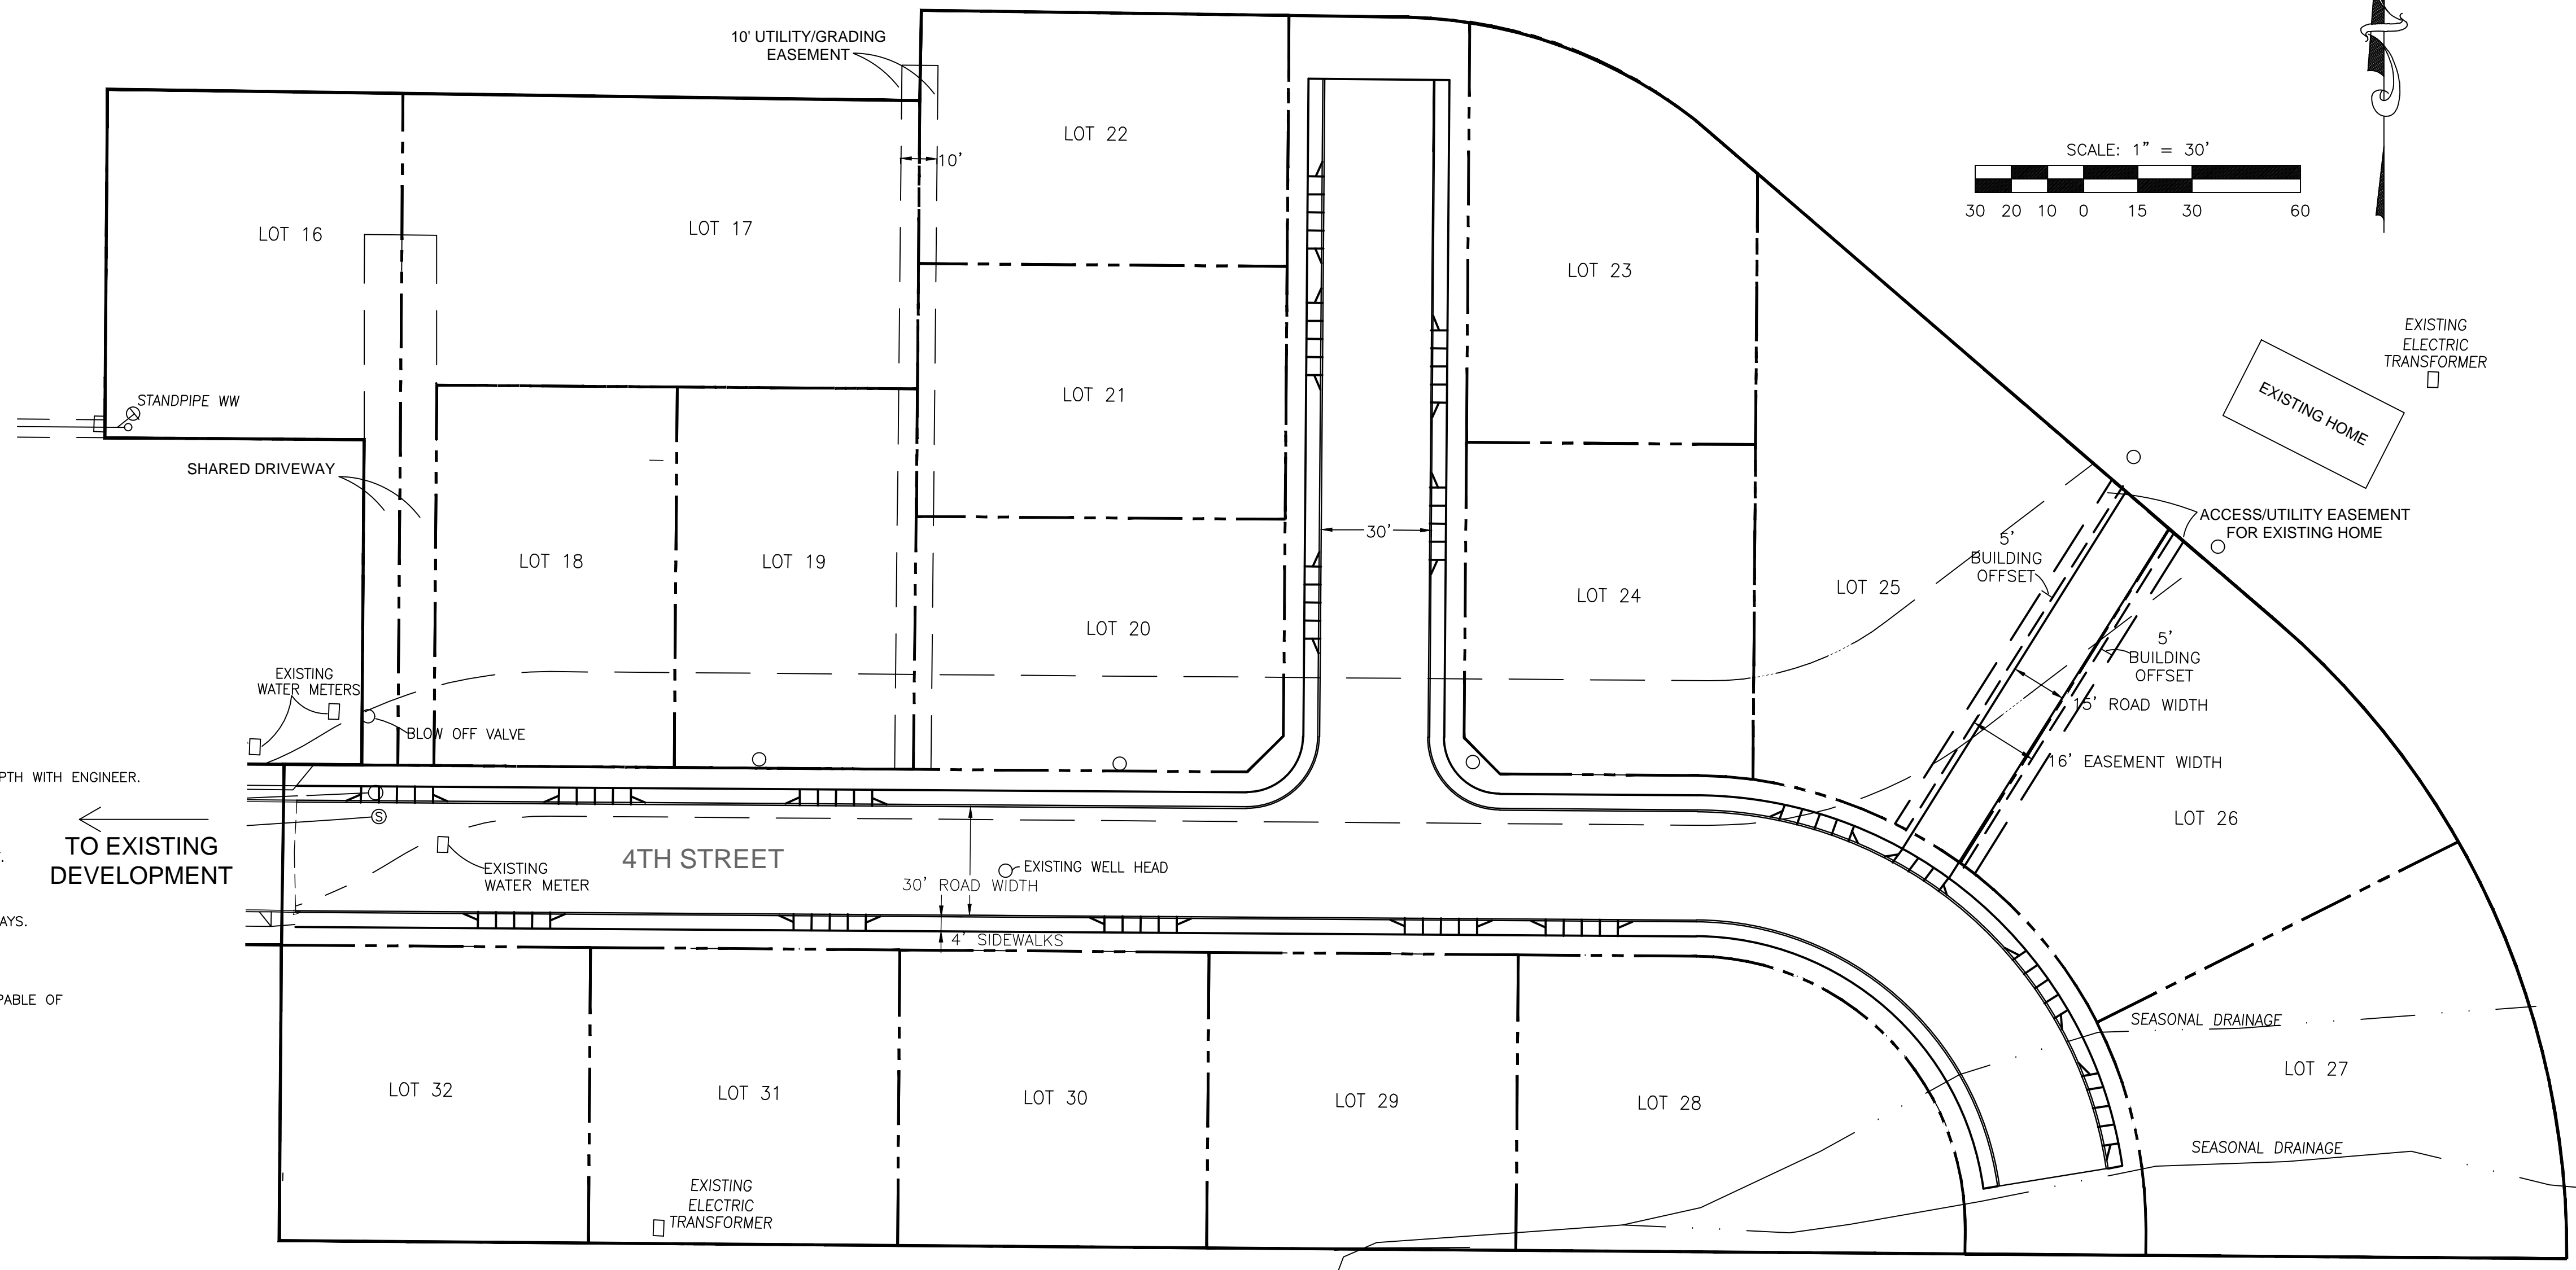 10' UTILITY/GRADING
EASEMENT
LOT 22
10'
SCALE: 1" = 30'
30 20 10 0 15 30 60
LOT 16
LOT 17
LOT 23
EXISTING
ELECTRIC
TRANSFORMER
EXISTING HOME
STANDPIPE WW
LOT 21
SHARED DRIVEWAY
30'
ACCESS/UTILITY EASEMENT
FOR EXISTING HOME
5'
BUILDING
OFFSET
LOT 18
LOT 19
LOT 20
LOT 24
LOT 25
5'
BUILDING
OFFSET
EXISTING
WATER METERS
BLOW OFF VALVE
15' ROAD WIDTH
16' EASEMENT WIDTH
PTH WITH ENGINEER.
LOT 26
S
TO EXISTING
DEVELOPMENT
4TH STREET
EXISTING
WATER METER
EXISTING WELL HEAD
30' ROAD WIDTH
4' SIDEWALKS
AYS.
PABLE OF
SEASONAL DRAINAGE
LOT 27
LOT 32
LOT 31
LOT 30
LOT 29
LOT 28
SEASONAL DRAINAGE
EXISTING
ELECTRIC
TRANSFORMER